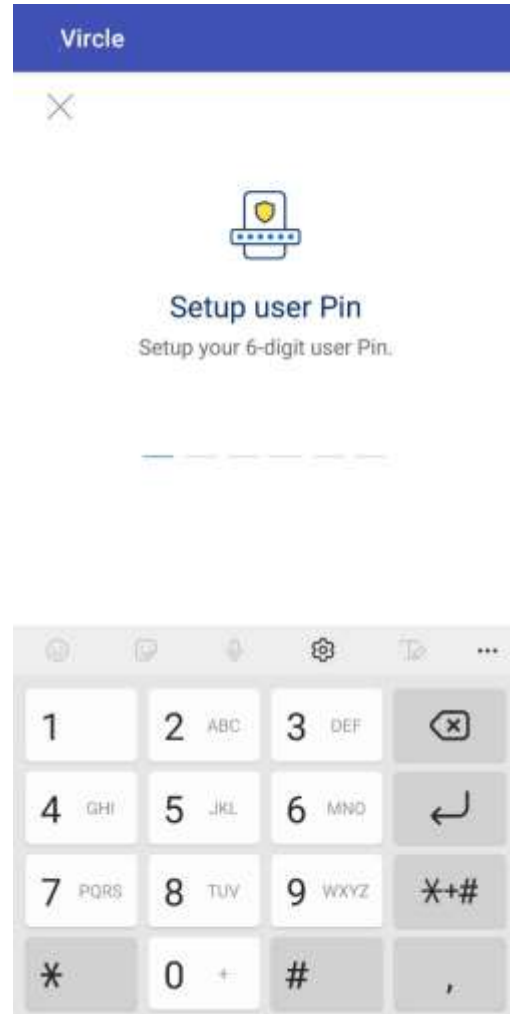 Vircle
Setup user Pin
Setup your 6-digit user Pin.
1
2 ABC
3 DEF
4 GHI
5 JKL
6 MNO
7 PQRS
8 TUV
9 WXYZ
*+#
*
0 +
#
,